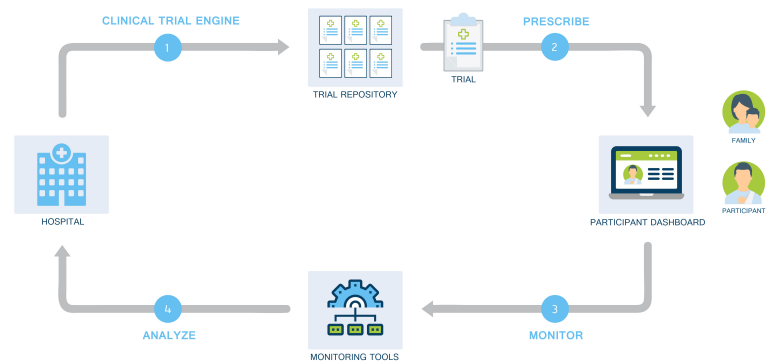 CLINICAL TRIAL ENGINE
1
TRIAL REPOSITORY
TRIAL
PRESCRIBE
2
FAMILY
PARTICIPANT
PARTICIPANT DASHBOARD
HOSPITAL
3
MONITOR
MONITORING TOOLS
4
ANALYZE